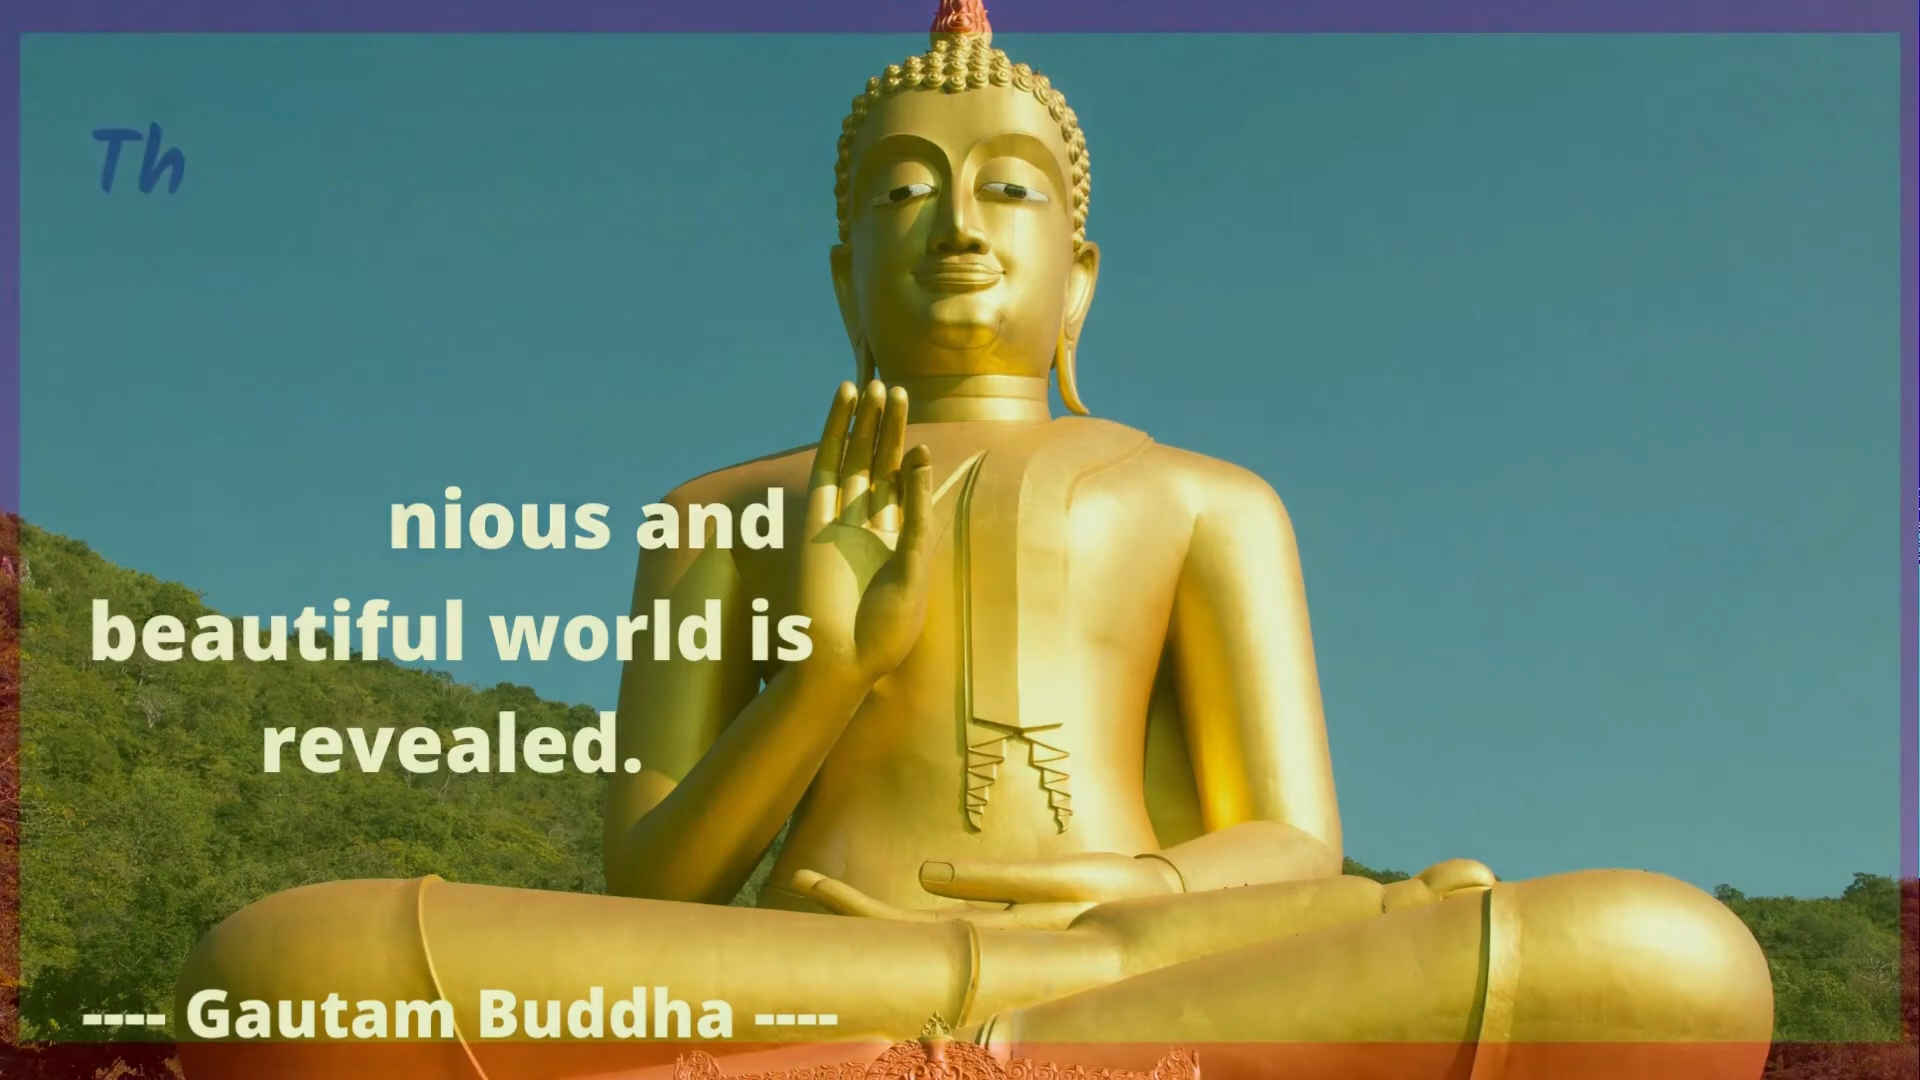 Th
nious and
beautiful world is
revealed.
---- Gautam Buddha ----